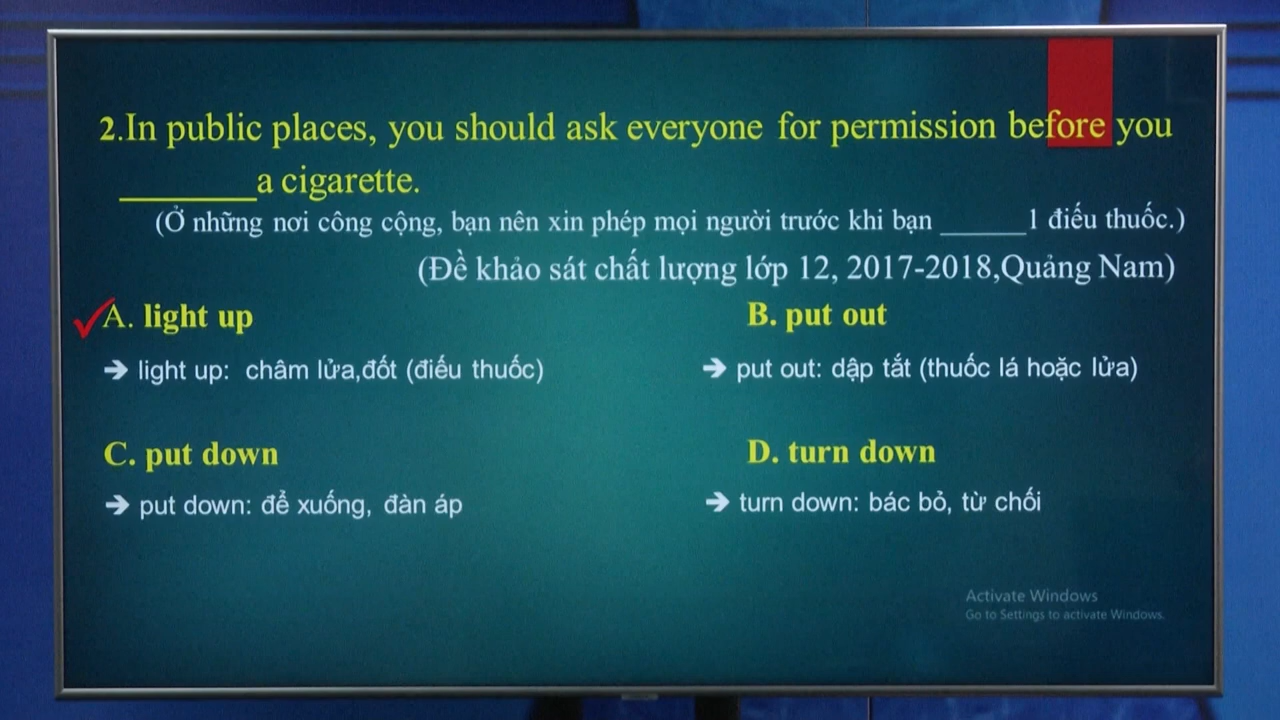 2.In public places, you should ask everyone for permission before you
_______a cigarette.
(Ở những nơi công cộng, bạn nên xin phép mọi người trước khi bạn ______1 điếu thuốc.)
(Đề khảo sát chất lượng lớp 12, 2017-2018,Quảng Nam)
A. light up
B. put out
➔ light up: châm lửa,đốt (điếu thuốc)
➔ put out: dập tắt (thuốc lá hoặc lửa)
C. put down
D. turn down
➔ put down: để xuống, đàn áp
➔ turn down: bác bỏ, từ chối
Activate Windows
Go to Settings to activate Windows.